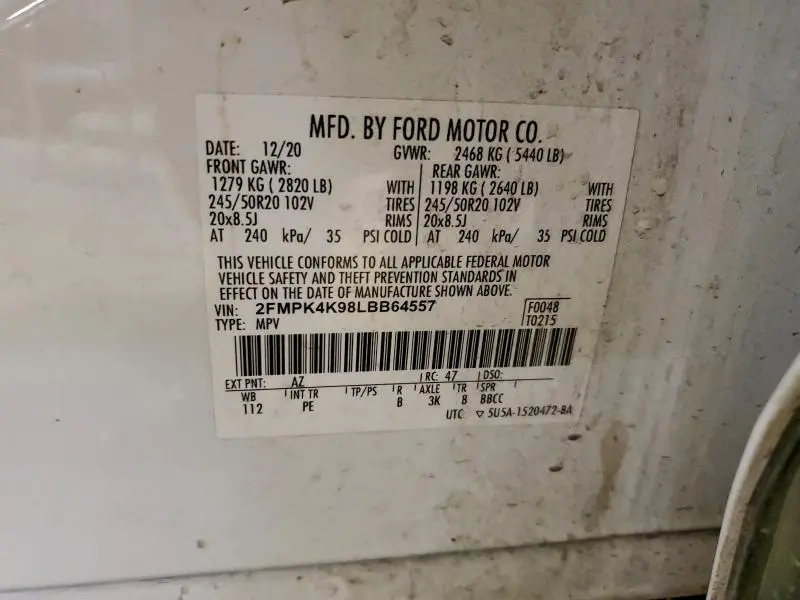 MFD. BY FORD MOTOR CO.
DATE: 12/20 GVWR: 2468 KG ( 5440 LB)
FRONT GAWR: REAR GAWR:
1279 KG ( 2820 LB) WITH 1198 KG ( 2640 LB) WITH
245/50R20 102V TIRES 245/50R20 102V TIRES
20x8.5J RIMS 20x8.5J RIMS
AT 240 kPa/ 35 PSI COLD AT 240 kPa/ 35 PSI COLD
THIS VEHICLE CONFORMS TO ALL APPLICABLE FEDERAL MOTOR
VEHICLE SAFETY AND THEFT PREVENTION STANDARDS IN
EFFECT ON THE DATE OF MANUFACTURE SHOWN ABOVE.
VIN: 2FMPK4K98LBB64557 F0048
TYPE: MPV T0215
EXT PNT: AZ RC: 47 DSO:
WB INT TR TP/PS R AXLE TR SPR
112 PE B 3K 8 BBCC
UTC ▽ 5U5A-1520472-BA